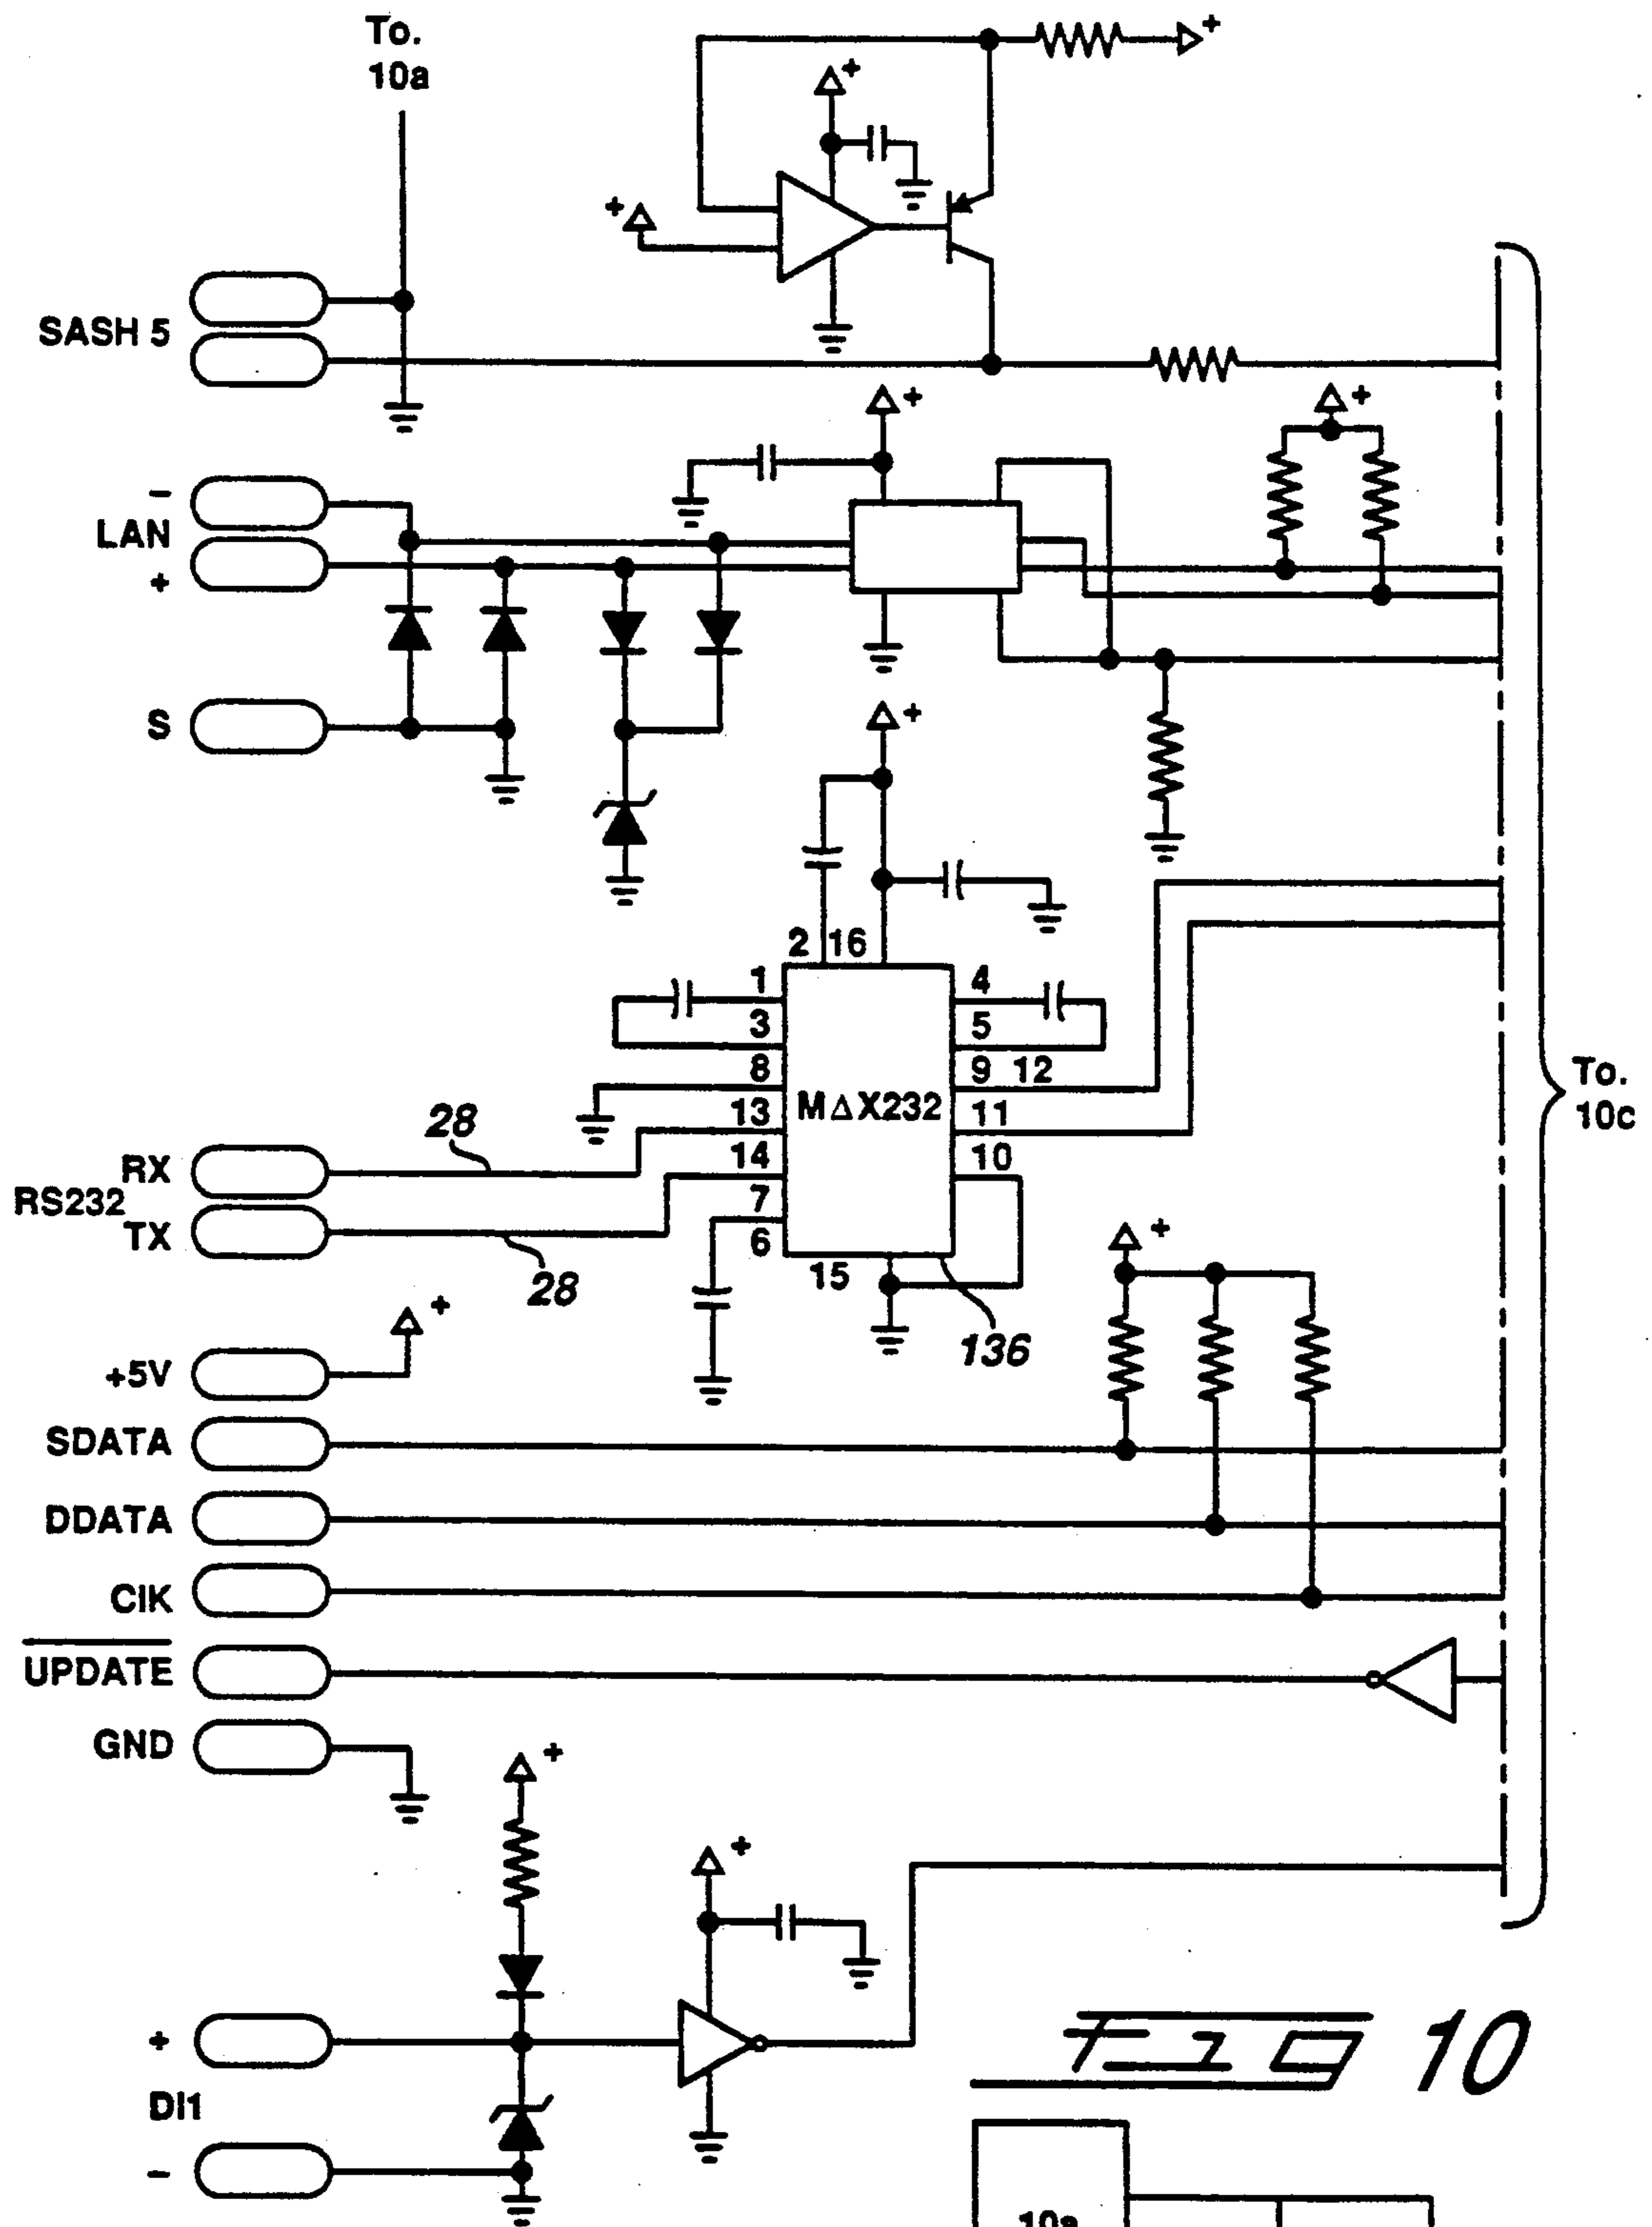 To.
10a
+
+
+
SASH 5
+
+
–
LAN
+
S
+
2 16
1
4
3
5
8
9 12
MΔX232
13
11
28
14
10
RX
RS232
7
TX
6
15
28
136
To.
10c
+
+
+5V
SDATA
DDATA
ClK
UPDATE
GND
+
+
+
DI1
–
Fig 10
10a